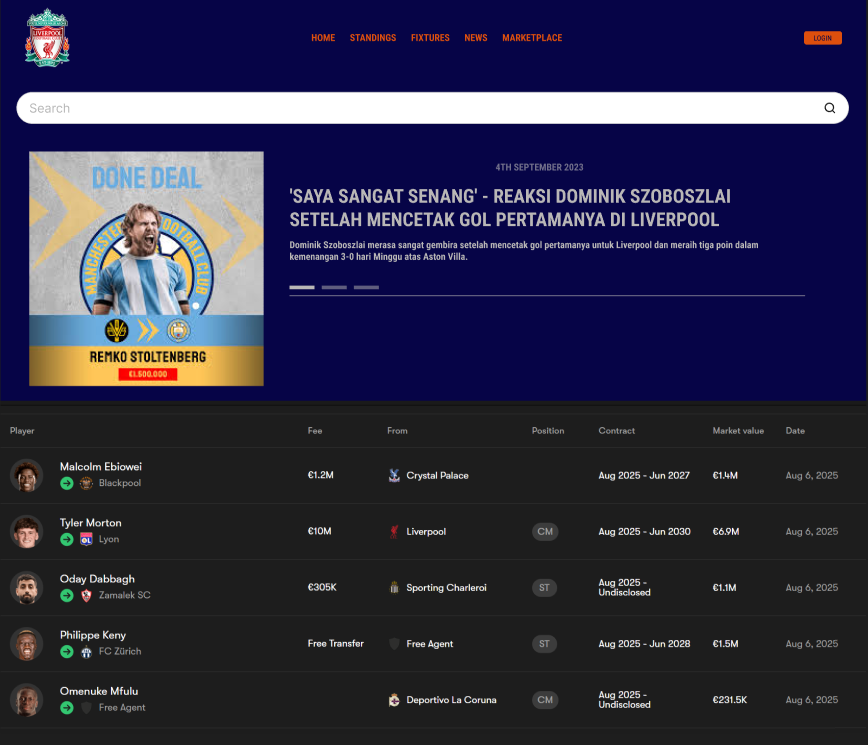 LIVERPOOL
HOME STANDINGS FIXTURES NEWS MARKETPLACE
LOGIN
Search
DONE DEAL
MANCHESTER FOOTBALL CLUB
REMKO STOLTENBERG
€1.500.000
4TH SEPTEMBER 2023
'SAYA SANGAT SENANG' - REAKSI DOMINIK SZOBOSZLAI
SETELAH MENCETAK GOL PERTAMANYA DI LIVERPOOL
Dominik Szoboszlai merasa sangat gembira setelah mencetak gol pertamanya untuk Liverpool dan meraih tiga poin dalam
kemenangan 3-0 hari Minggu atas Aston Villa.
Player Fee From Position Contract Market value Date
Malcolm Ebiowei
Blackpool
€1.2M Crystal Palace Aug 2025 - Jun 2027 €1.4M Aug 6, 2025
Tyler Morton
Lyon
€10M Liverpool CM Aug 2025 - Jun 2030 €6.9M Aug 6, 2025
Oday Dabbagh
Zamalek SC
€305K Sporting Charleroi ST Aug 2025 -
Undisclosed
€1.1M Aug 6, 2025
Philippe Keny
FC Zürich
Free Transfer Free Agent ST Aug 2025 - Jun 2028 €1.5M Aug 6, 2025
Omenuke Mfulu
Free Agent
Deportivo La Coruna CM Aug 2025 -
Undisclosed
€231.5K Aug 6, 2025